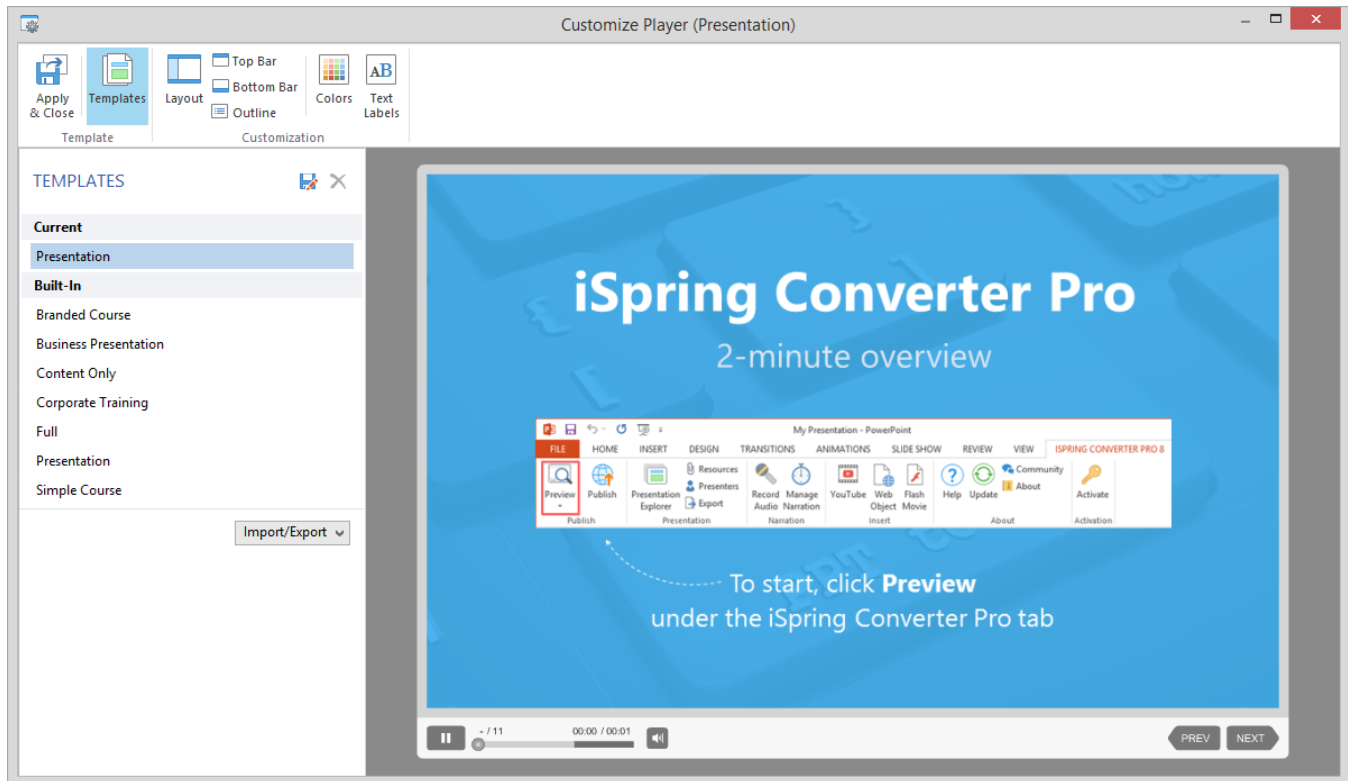 Customize Player (Presentation)
Apply & Close
Templates
Layout
Top Bar
Bottom Bar
Outline
Colors
AB
Text Labels
Template
Customization
TEMPLATES
Current
Presentation
Built-In
Branded Course
Business Presentation
Content Only
Corporate Training
Full
Presentation
Simple Course
Import/Export
iSpring Converter Pro
2-minute overview
My Presentation - PowerPoint
FILE HOME INSERT DESIGN TRANSITIONS ANIMATIONS SLIDE SHOW REVIEW VIEW ISPRING CONVERTER PRO 8
Preview
Publish
Presentation Explorer
Resources
Presenters
Export
Record Audio
Manage Narration
YouTube
Web Object
Flash Movie
Help
Update
Community
About
Activate
Publish
Presentation
Narration
Insert
About
Activation
To start, click Preview
under the iSpring Converter Pro tab
- / 11
00:00 / 00:01
PREV
NEXT